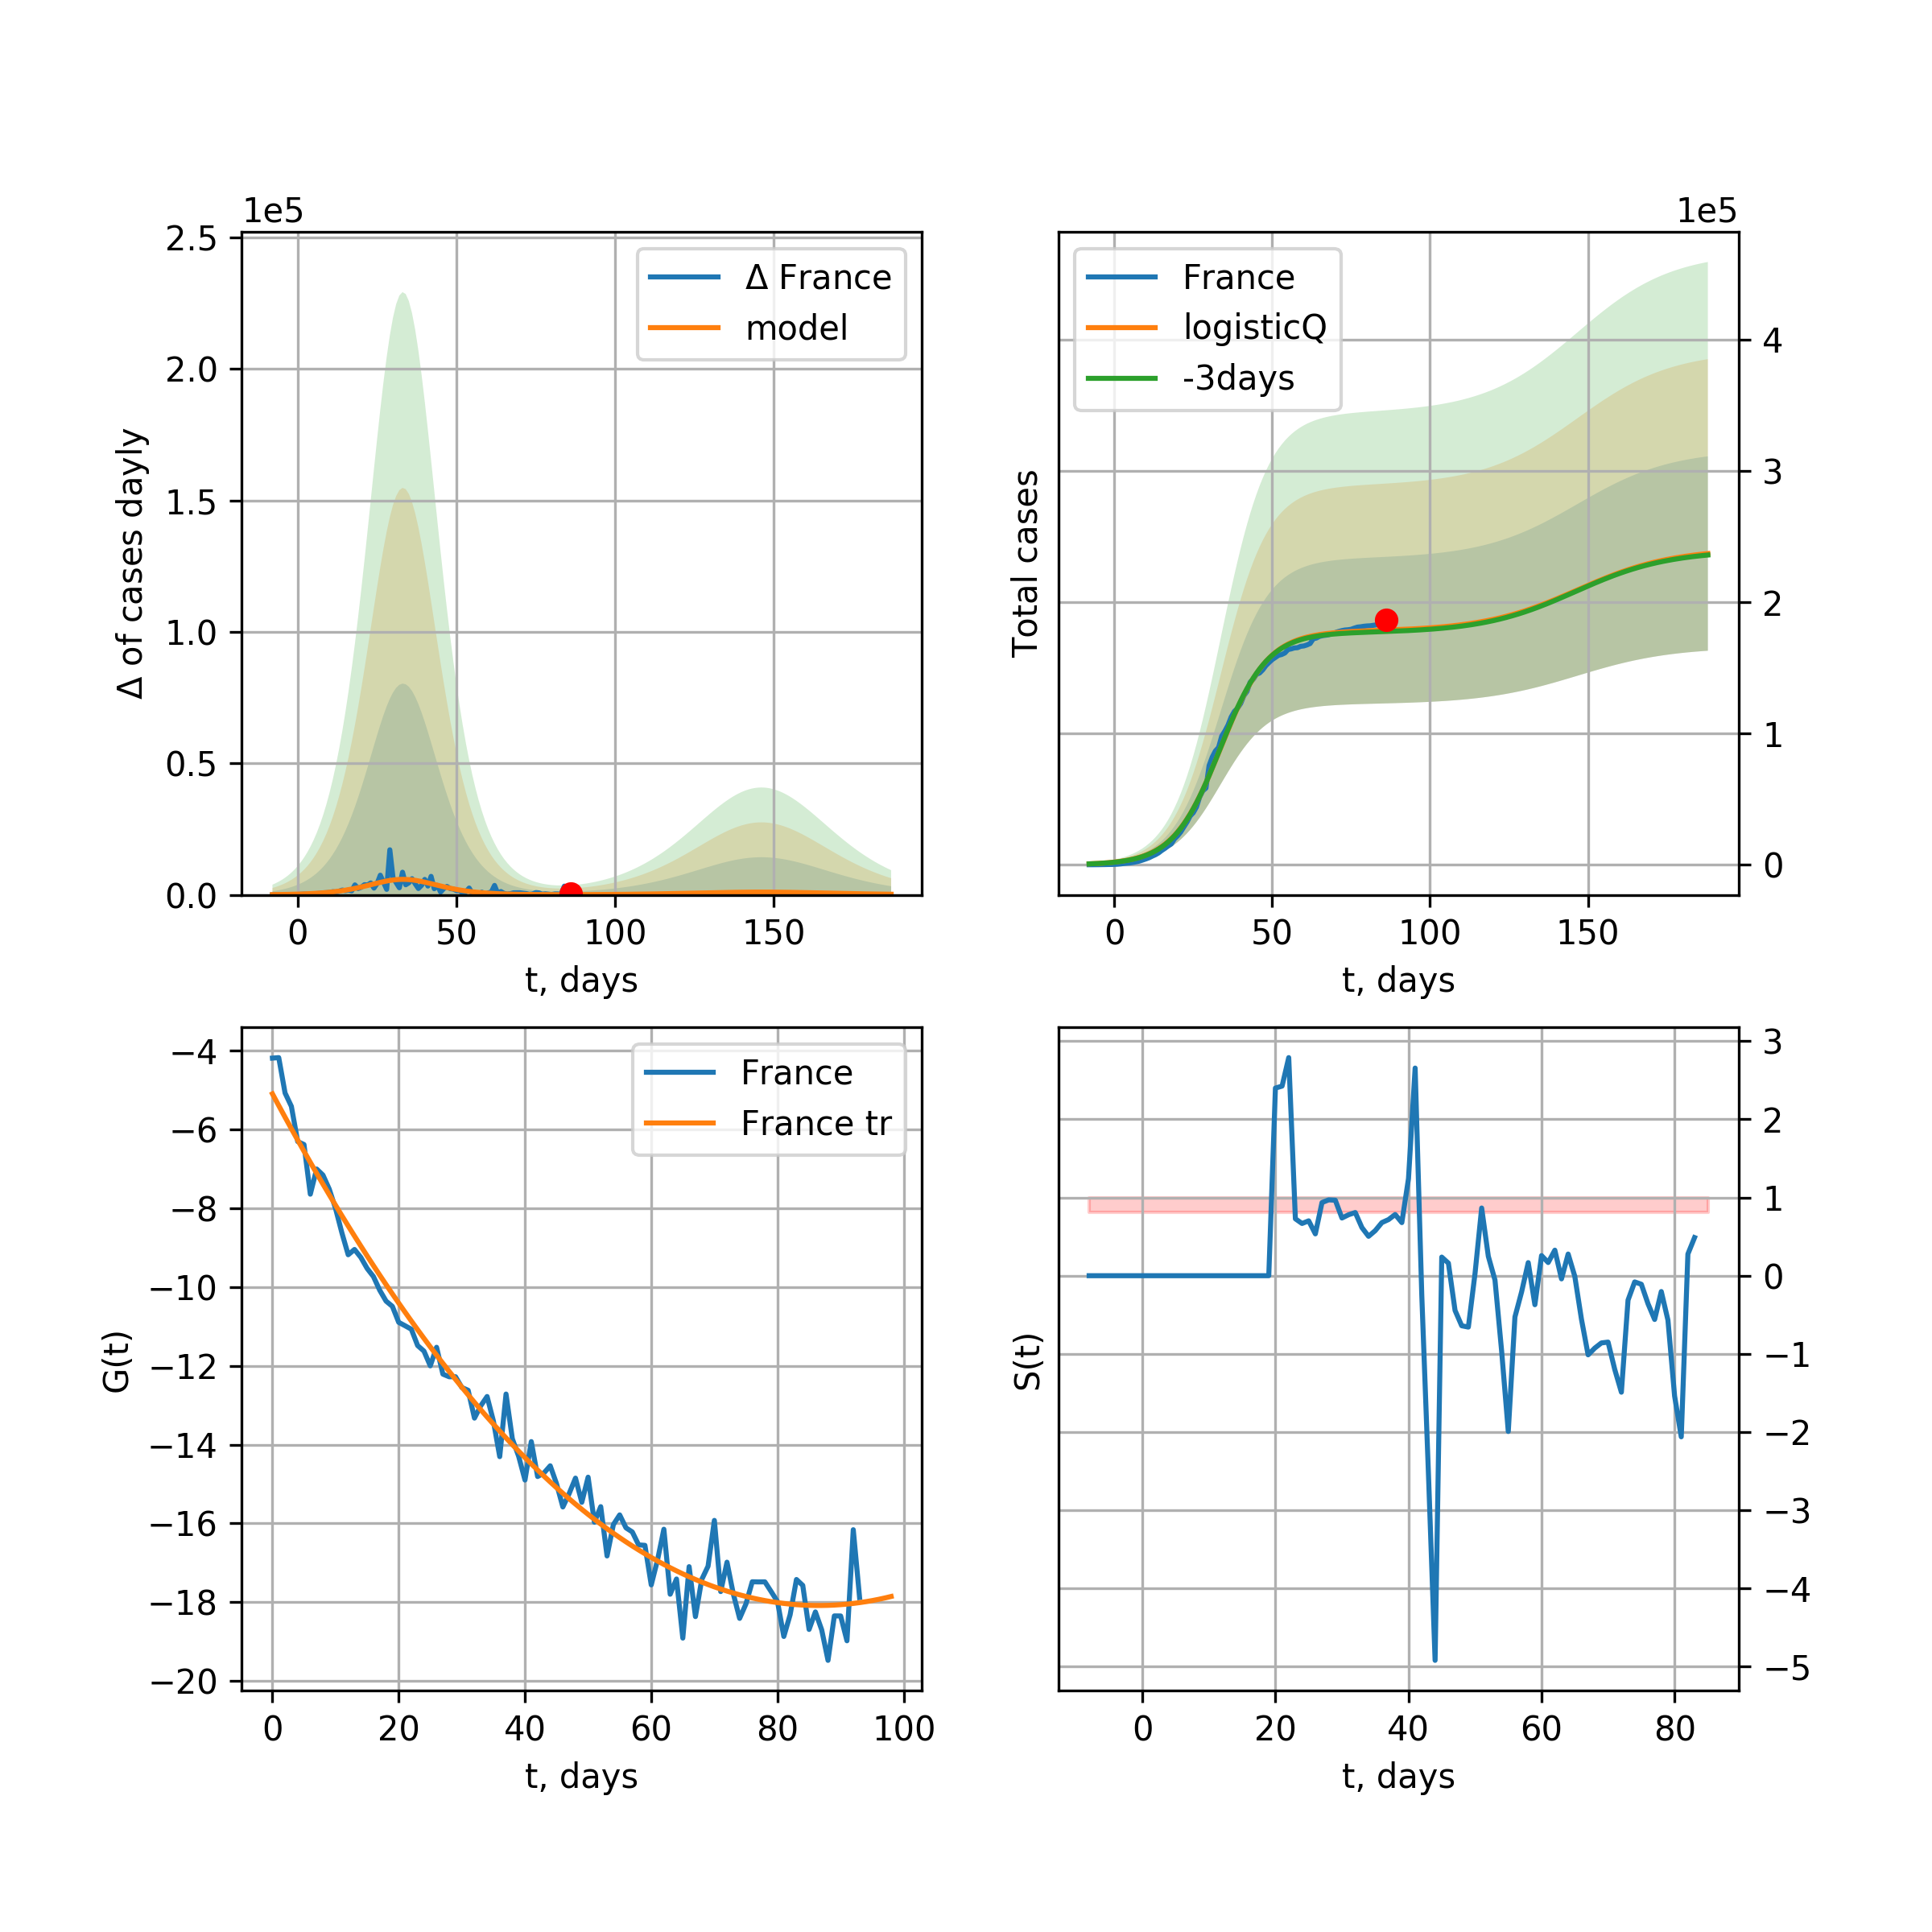 1e5
2.5
2.0
1.5
1.0
0.5
0.0
Δ of cases dayly
Δ France
model
0 50 100 150
t, days
1e5
France
logisticQ
-3days
Total cases
4
3
2
1
0
0 50 100 150
t, days
−4
−6
−8
−10
−12
−14
−16
−18
−20
G(t)
France
France tr
0 20 40 60 80 100
t, days
S(t)
3
2
1
0
−1
−2
−3
−4
−5
0 20 40 60 80
t, days